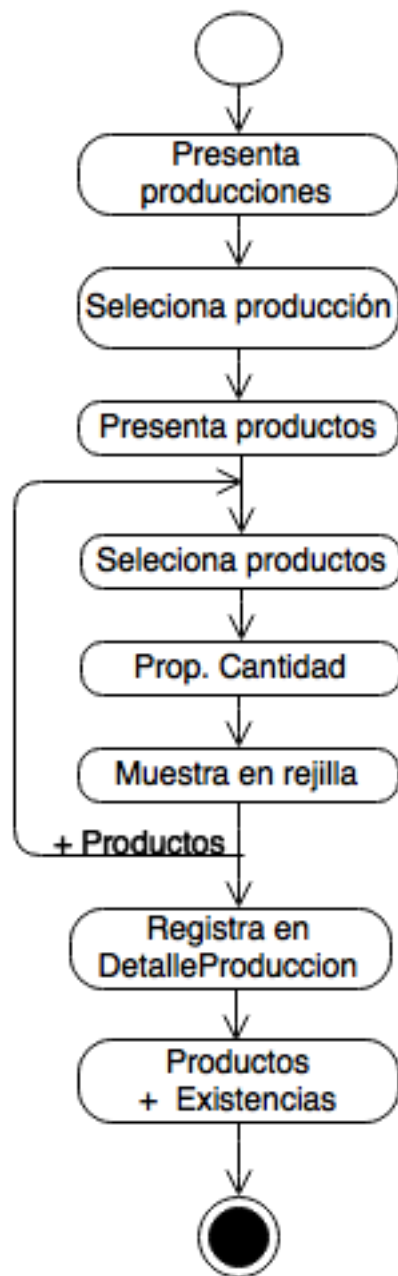 Presenta
producciones
Seleciona producción
Presenta productos
Seleciona productos
Prop. Cantidad
Muestra en rejilla
+ Productos
Registra en
DetalleProduccion
Productos
+ Existencias